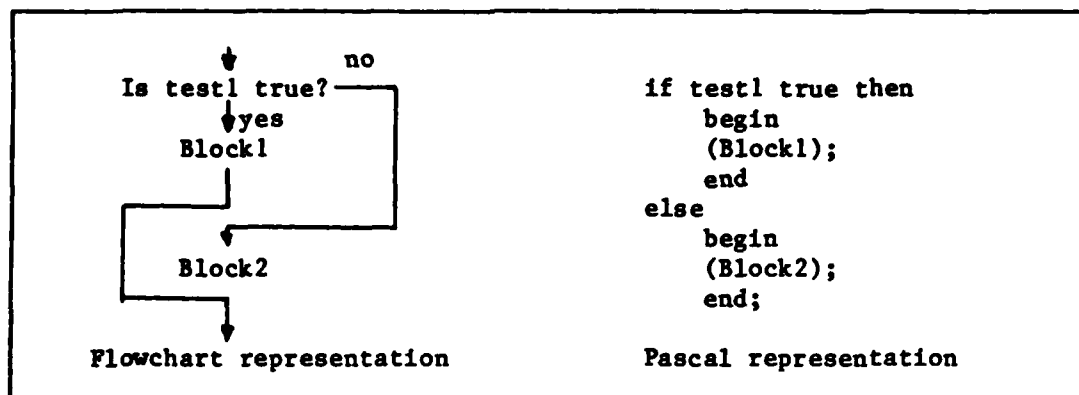 no
Is test1 true?
yes
Block1
Block2
Flowchart representation
if test1 true then
begin
(Block1);
end
else
begin
(Block2);
end;
Pascal representation